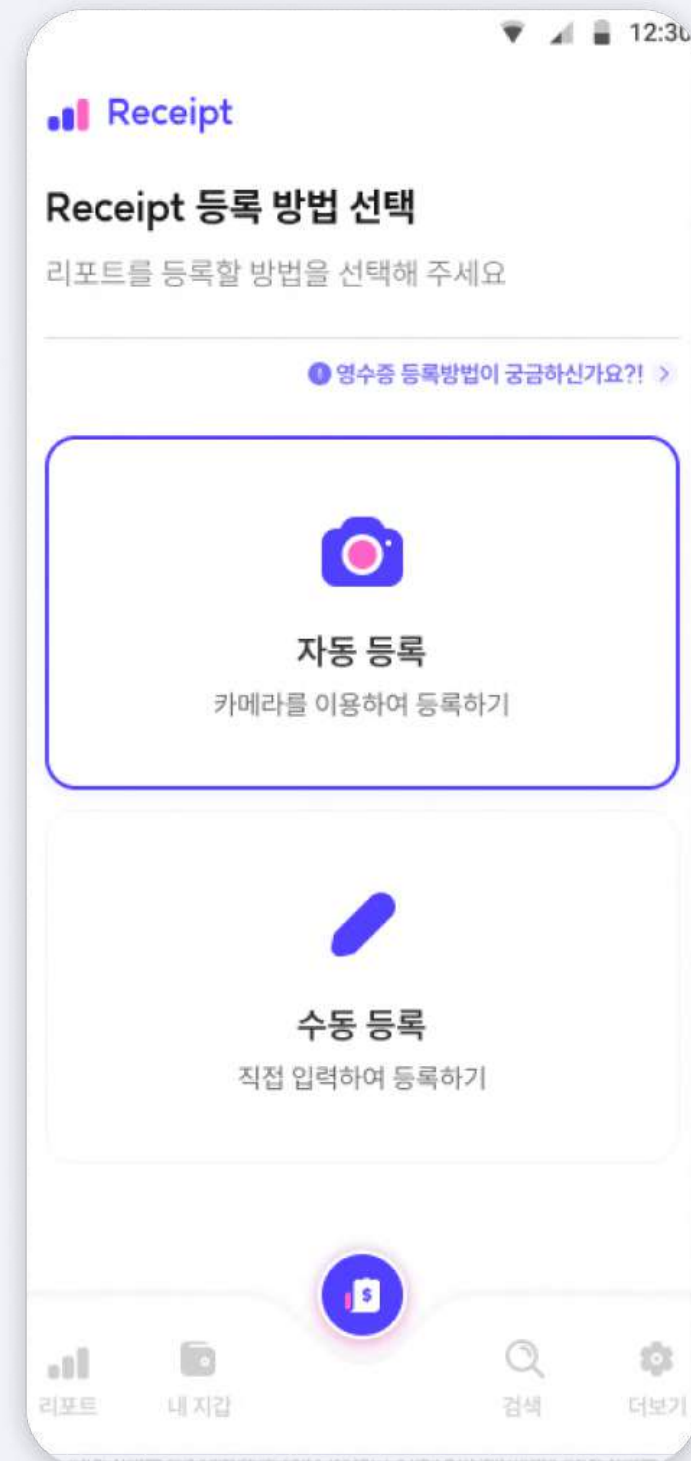 12:30
Receipt
Receipt 등록 방법 선택
리포트를 등록할 방법을 선택해 주세요
영수증 등록방법이 궁금하신가요?! >
자동 등록
카메라를 이용하여 등록하기
수동 등록
직접 입력하여 등록하기
$
리포트
내 지갑
검색
더보기